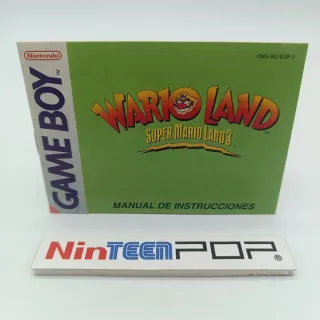 Nintendo
GAME BOY
DMG-WJ/ESP-2
WARIO LAND
SUPER MARIO LAND 3
MANUAL DE INSTRUCCIONES
NinTEENPOP®